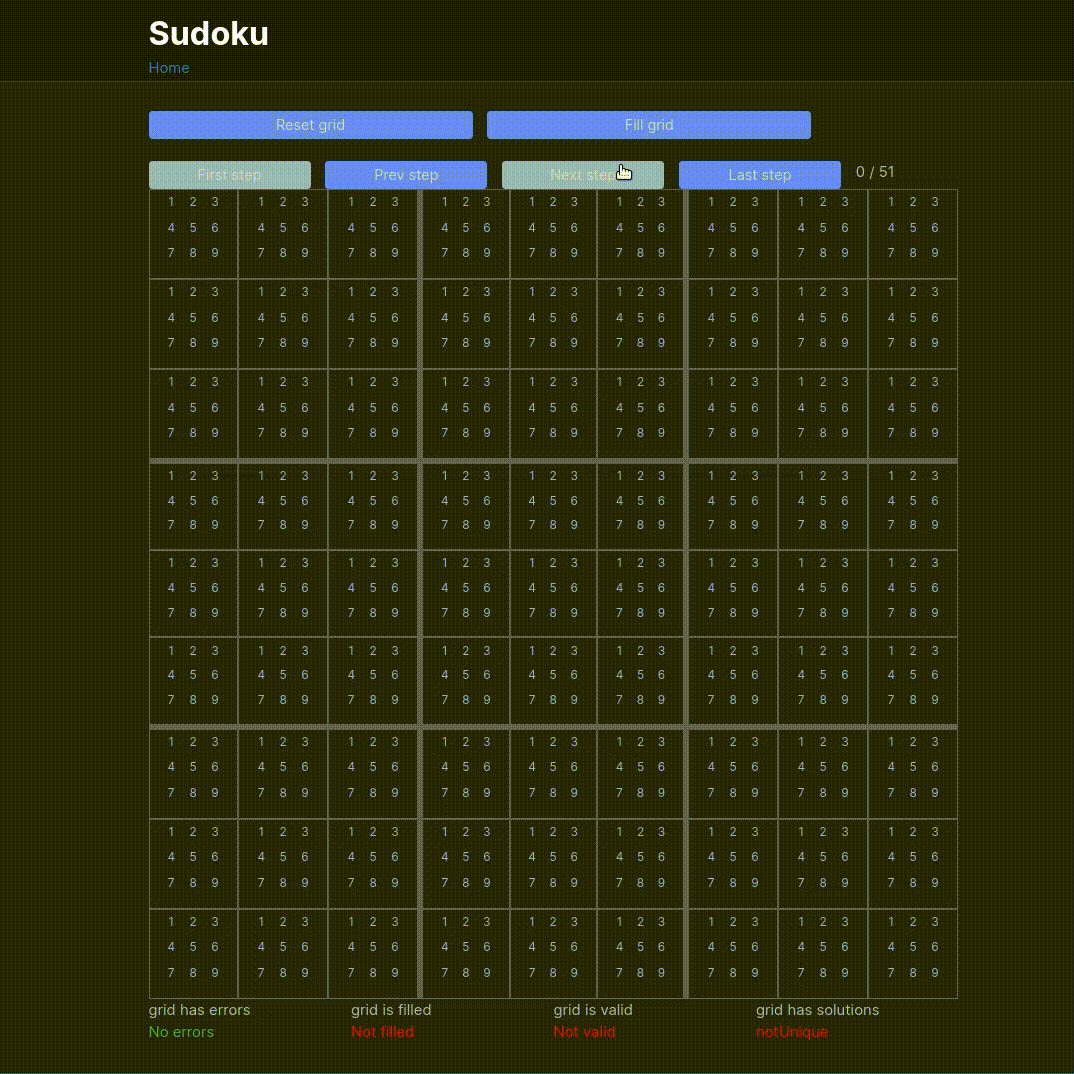 Sudoku
Home
Reset grid Fill grid
First step Prev step Next step Last step 0 / 51
1 2 3 1 2 3 1 2 3 1 2 3 1 2 3 1 2 3 1 2 3 1 2 3 1 2 3
4 5 6 4 5 6 4 5 6 4 5 6 4 5 6 4 5 6 4 5 6 4 5 6 4 5 6
7 8 9 7 8 9 7 8 9 7 8 9 7 8 9 7 8 9 7 8 9 7 8 9 7 8 9
1 2 3 1 2 3 1 2 3 1 2 3 1 2 3 1 2 3 1 2 3 1 2 3 1 2 3
4 5 6 4 5 6 4 5 6 4 5 6 4 5 6 4 5 6 4 5 6 4 5 6 4 5 6
7 8 9 7 8 9 7 8 9 7 8 9 7 8 9 7 8 9 7 8 9 7 8 9 7 8 9
1 2 3 1 2 3 1 2 3 1 2 3 1 2 3 1 2 3 1 2 3 1 2 3 1 2 3
4 5 6 4 5 6 4 5 6 4 5 6 4 5 6 4 5 6 4 5 6 4 5 6 4 5 6
7 8 9 7 8 9 7 8 9 7 8 9 7 8 9 7 8 9 7 8 9 7 8 9 7 8 9
1 2 3 1 2 3 1 2 3 1 2 3 1 2 3 1 2 3 1 2 3 1 2 3 1 2 3
4 5 6 4 5 6 4 5 6 4 5 6 4 5 6 4 5 6 4 5 6 4 5 6 4 5 6
7 8 9 7 8 9 7 8 9 7 8 9 7 8 9 7 8 9 7 8 9 7 8 9 7 8 9
1 2 3 1 2 3 1 2 3 1 2 3 1 2 3 1 2 3 1 2 3 1 2 3 1 2 3
4 5 6 4 5 6 4 5 6 4 5 6 4 5 6 4 5 6 4 5 6 4 5 6 4 5 6
7 8 9 7 8 9 7 8 9 7 8 9 7 8 9 7 8 9 7 8 9 7 8 9 7 8 9
1 2 3 1 2 3 1 2 3 1 2 3 1 2 3 1 2 3 1 2 3 1 2 3 1 2 3
4 5 6 4 5 6 4 5 6 4 5 6 4 5 6 4 5 6 4 5 6 4 5 6 4 5 6
7 8 9 7 8 9 7 8 9 7 8 9 7 8 9 7 8 9 7 8 9 7 8 9 7 8 9
1 2 3 1 2 3 1 2 3 1 2 3 1 2 3 1 2 3 1 2 3 1 2 3 1 2 3
4 5 6 4 5 6 4 5 6 4 5 6 4 5 6 4 5 6 4 5 6 4 5 6 4 5 6
7 8 9 7 8 9 7 8 9 7 8 9 7 8 9 7 8 9 7 8 9 7 8 9 7 8 9
1 2 3 1 2 3 1 2 3 1 2 3 1 2 3 1 2 3 1 2 3 1 2 3 1 2 3
4 5 6 4 5 6 4 5 6 4 5 6 4 5 6 4 5 6 4 5 6 4 5 6 4 5 6
7 8 9 7 8 9 7 8 9 7 8 9 7 8 9 7 8 9 7 8 9 7 8 9 7 8 9
1 2 3 1 2 3 1 2 3 1 2 3 1 2 3 1 2 3 1 2 3 1 2 3 1 2 3
4 5 6 4 5 6 4 5 6 4 5 6 4 5 6 4 5 6 4 5 6 4 5 6 4 5 6
7 8 9 7 8 9 7 8 9 7 8 9 7 8 9 7 8 9 7 8 9 7 8 9 7 8 9
grid has errors grid is filled grid is valid grid has solutions
No errors Not filled Not valid notUnique